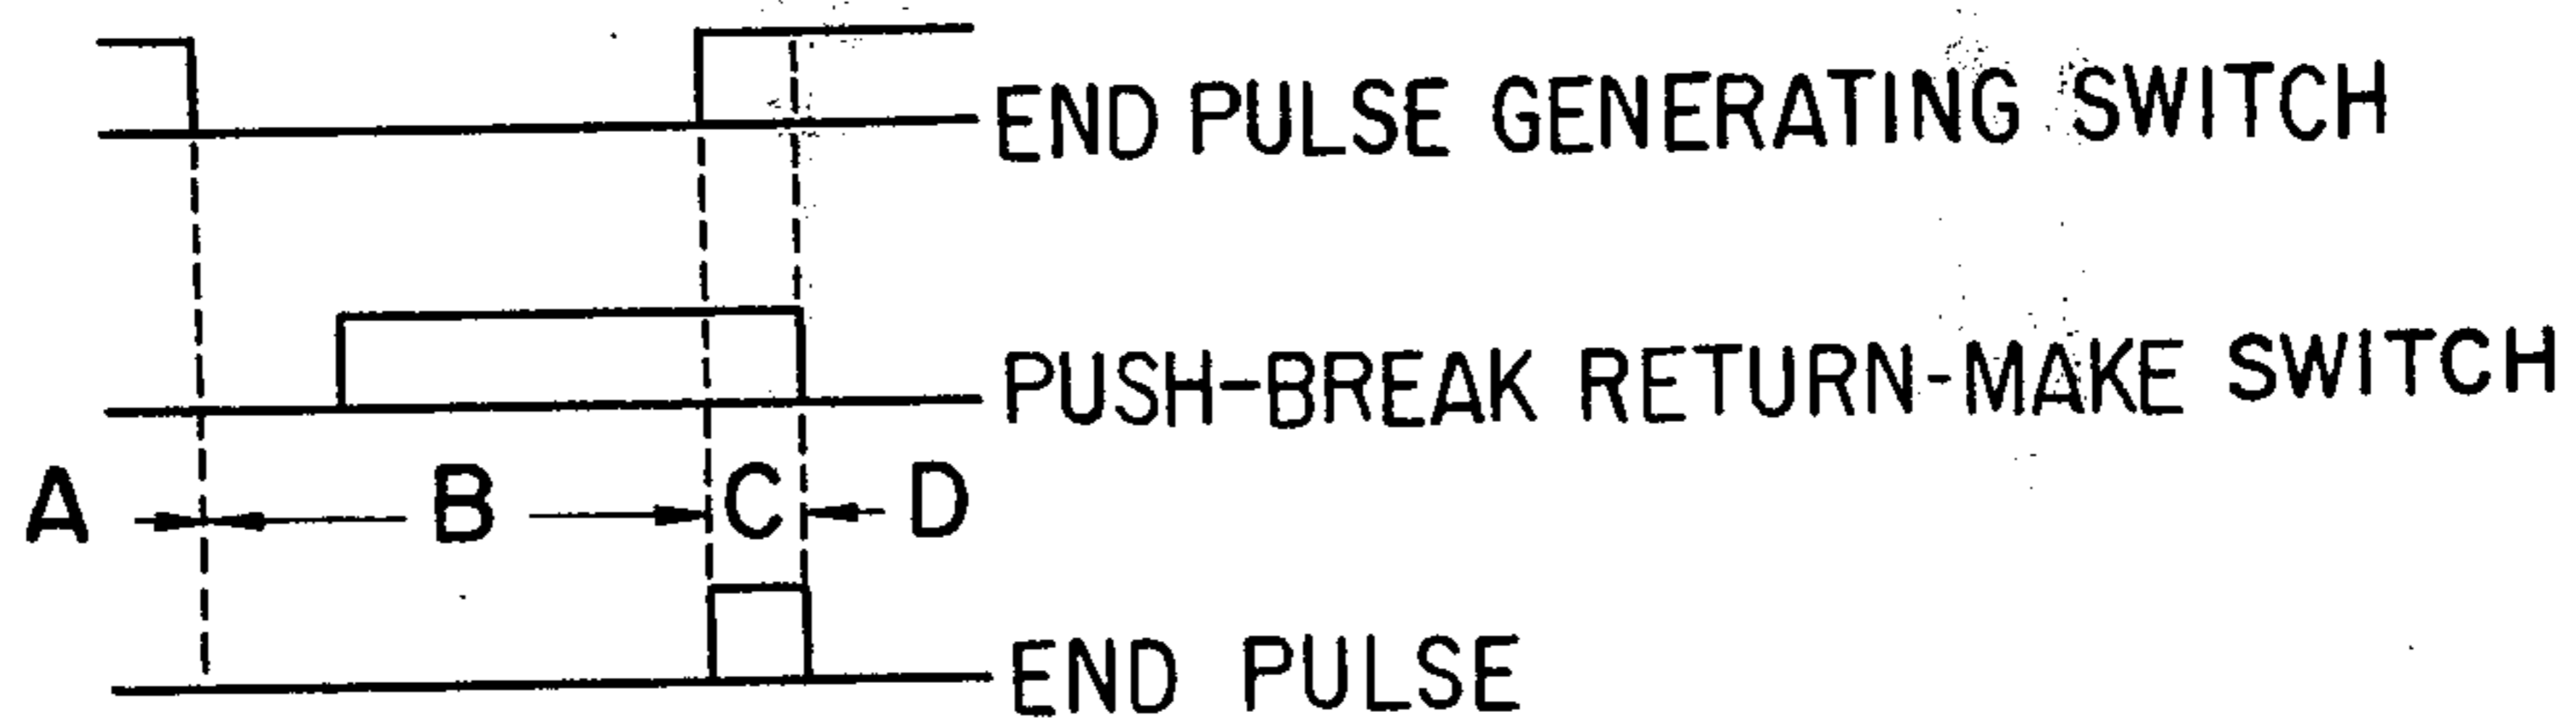 END PULSE GENERATING SWITCH
PUSH-BREAK RETURN-MAKE SWITCH
A B C D
END PULSE